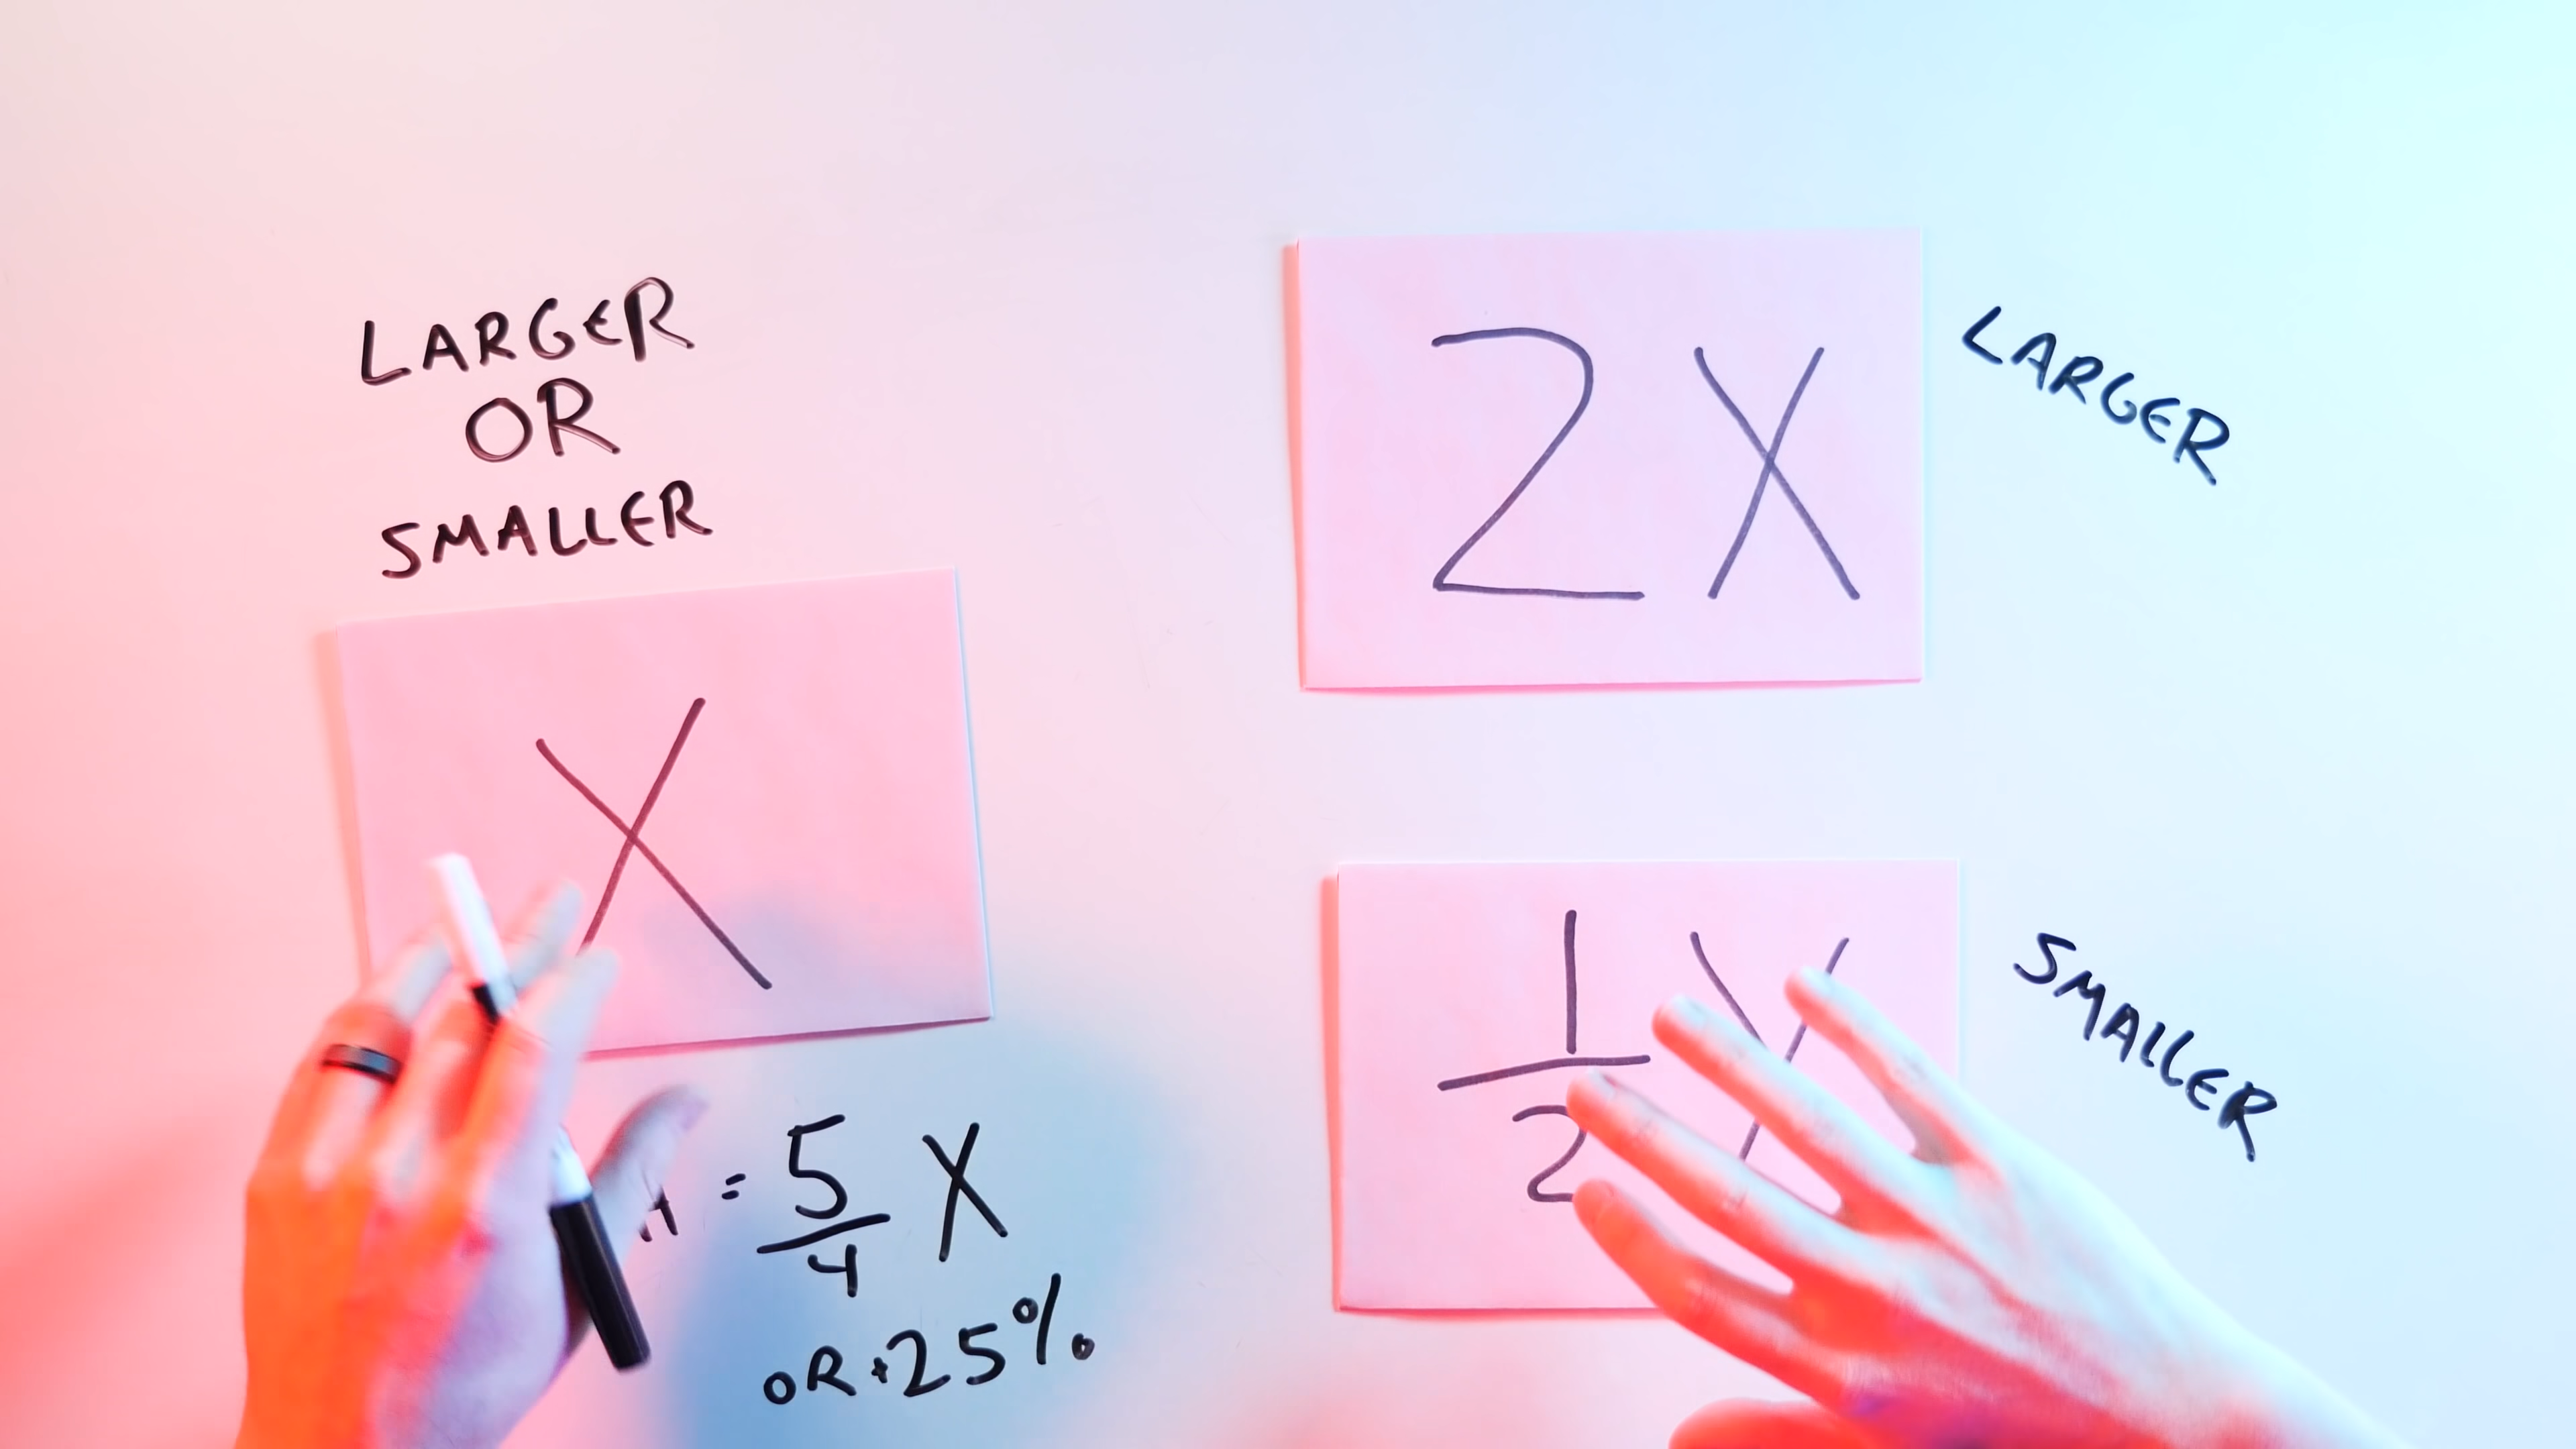 LARGER
OR
SMALLER
X
= 5/4 X
OR +25%
2X
LARGER
1/2 X
SMALLER